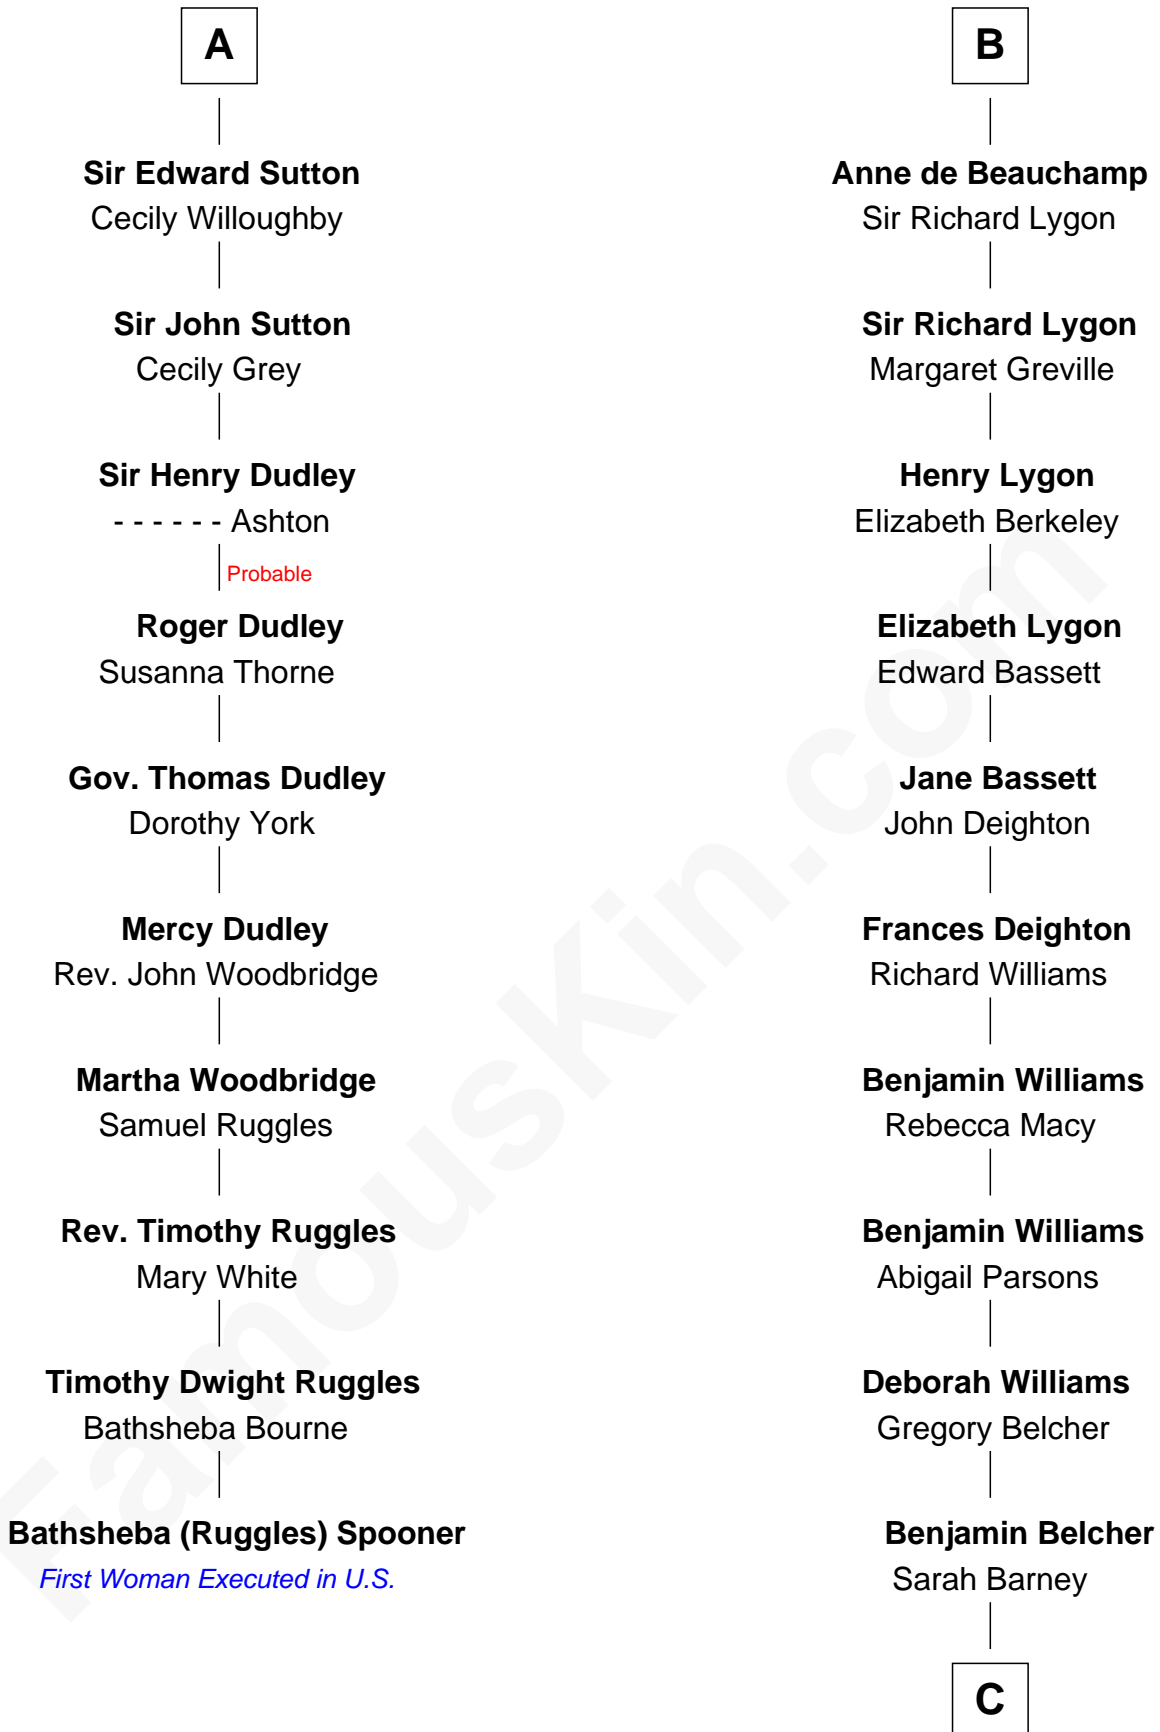 A
Sir Edward Sutton
Cecily Willoughby
Sir John Sutton
Cecily Grey
Sir Henry Dudley
- - - - - - Ashton
Probable
Roger Dudley
Susanna Thorne
Gov. Thomas Dudley
Dorothy York
Mercy Dudley
Rev. John Woodbridge
Martha Woodbridge
Samuel Ruggles
Rev. Timothy Ruggles
Mary White
Timothy Dwight Ruggles
Bathsheba Bourne
Bathsheba (Ruggles) Spooner
First Woman Executed in U.S.
B
Anne de Beauchamp
Sir Richard Lygon
Sir Richard Lygon
Margaret Greville
Henry Lygon
Elizabeth Berkeley
Elizabeth Lygon
Edward Bassett
Jane Bassett
John Deighton
Frances Deighton
Richard Williams
Benjamin Williams
Rebecca Macy
Benjamin Williams
Abigail Parsons
Deborah Williams
Gregory Belcher
Benjamin Belcher
Sarah Barney
C
FamousKin.com